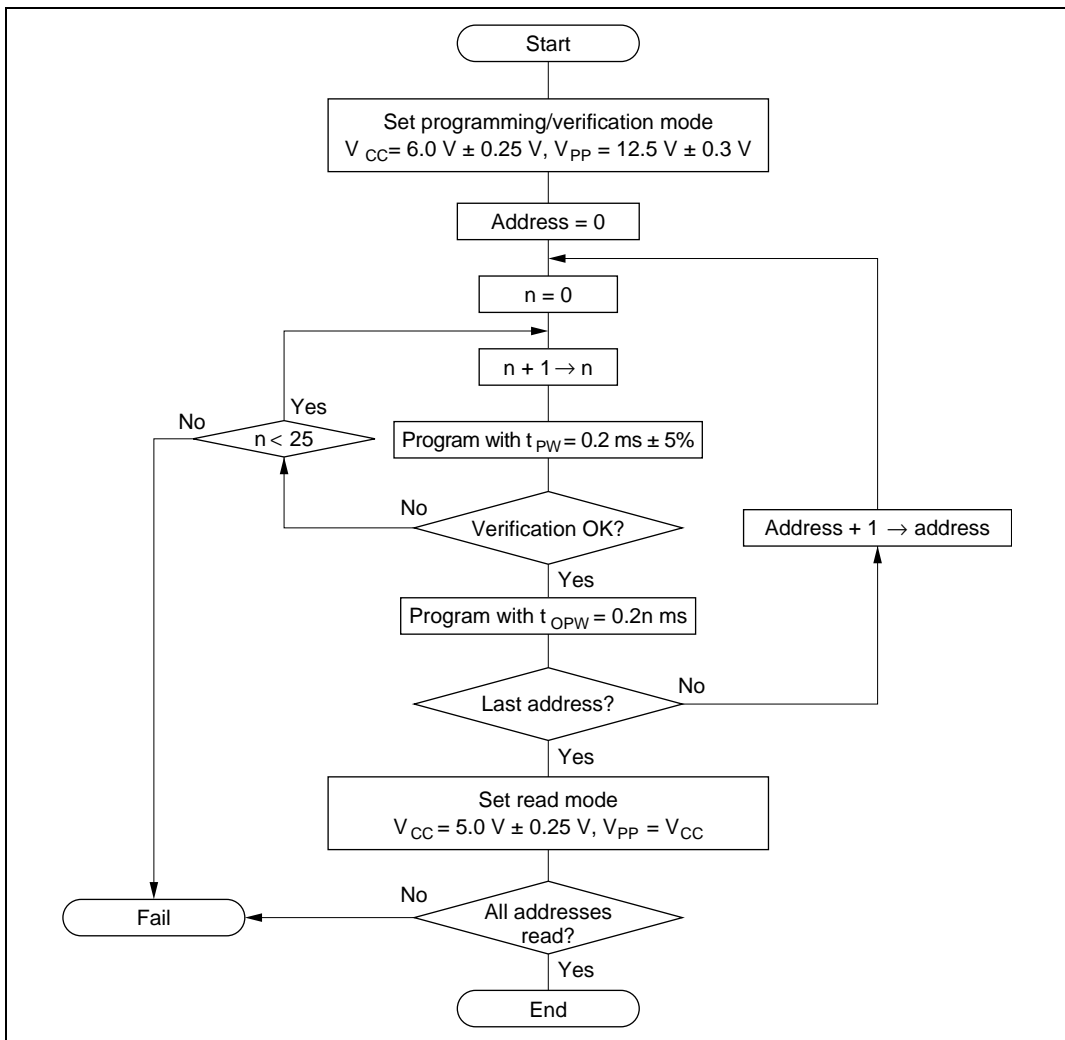 Start
Set programming/verification mode
V CC= 6.0 V ± 0.25 V, VPP = 12.5 V ± 0.3 V
Address = 0
n = 0
n + 1 → n
No
Yes
n < 25
Program with t PW = 0.2 ms ± 5%
No
Verification OK?
Address + 1 → address
Yes
Program with t OPW = 0.2n ms
Last address?
No
Yes
Set read mode
V CC = 5.0 V ± 0.25 V, VPP = VCC
No
Fail
All addresses
read?
Yes
End